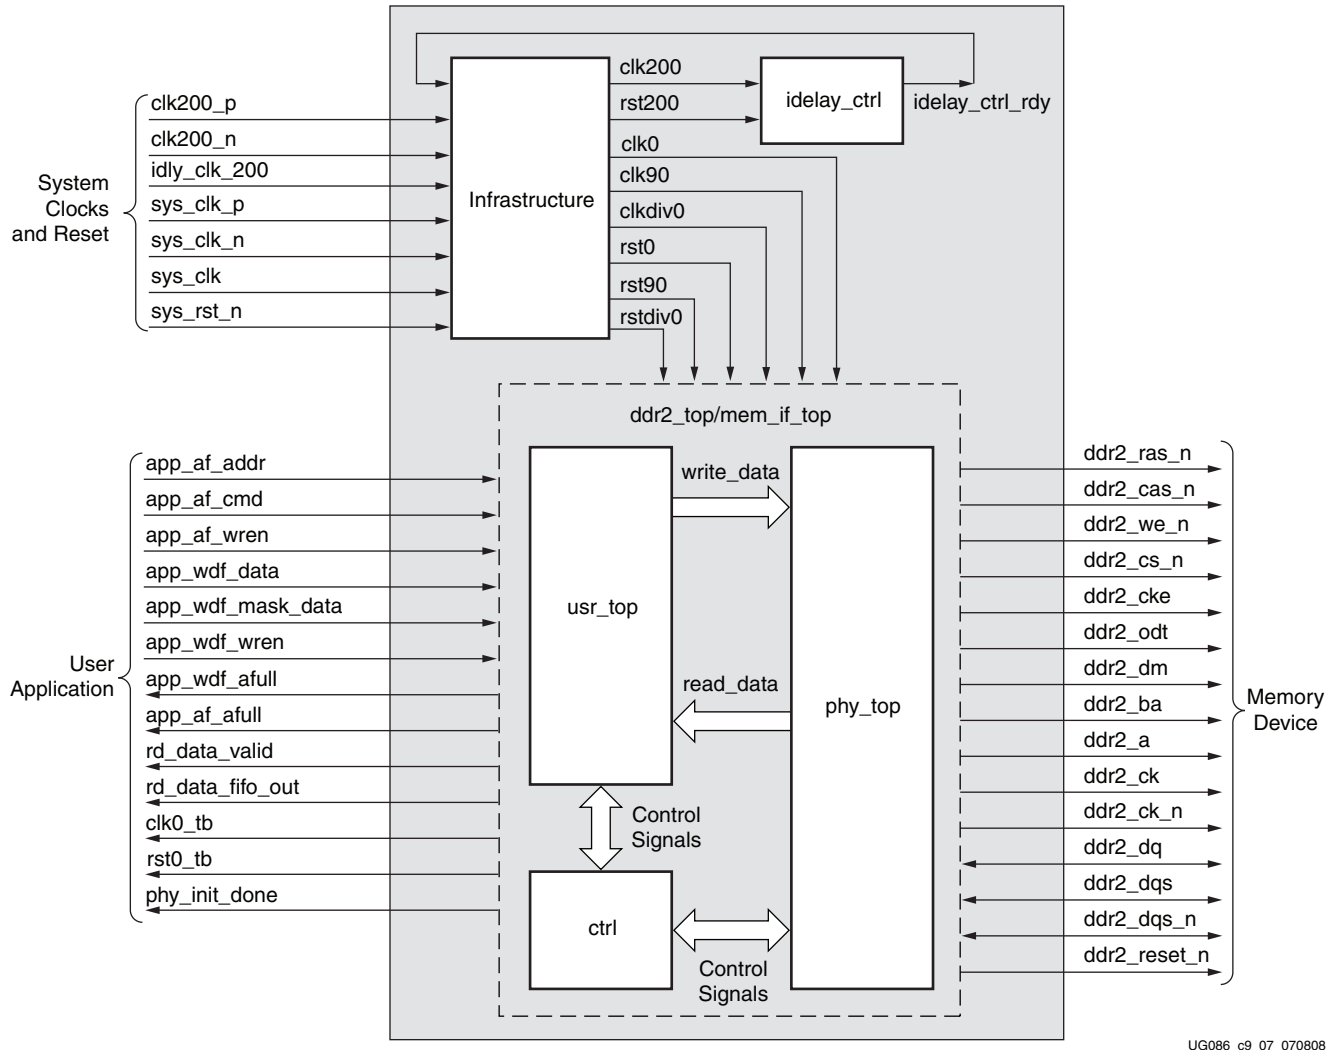 clk200
rst200
clk0
clk90
clkdiv0
rst0
rst90
rstdiv0
idelay_ctrl
idelay_ctrl_rdy
Infrastructure
System
Clocks
and Reset
clk200_p
clk200_n
idly_clk_200
sys_clk_p
sys_clk_n
sys_clk
sys_rst_n
ddr2_top/mem_if_top
User
Application
app_af_addr
app_af_cmd
app_af_wren
app_wdf_data
app_wdf_mask_data
app_wdf_wren
app_wdf_afull
app_af_afull
rd_data_valid
rd_data_fifo_out
clk0_tb
rst0_tb
phy_init_done
usr_top
write_data
read_data
phy_top
Control
Signals
ctrl
Control
Signals
ddr2_ras_n
ddr2_cas_n
ddr2_we_n
ddr2_cs_n
ddr2_cke
ddr2_odt
ddr2_dm
ddr2_ba
ddr2_a
ddr2_ck
ddr2_ck_n
ddr2_dq
ddr2_dqs
ddr2_dqs_n
ddr2_reset_n
Memory
Device
UG086_c9_07_070808